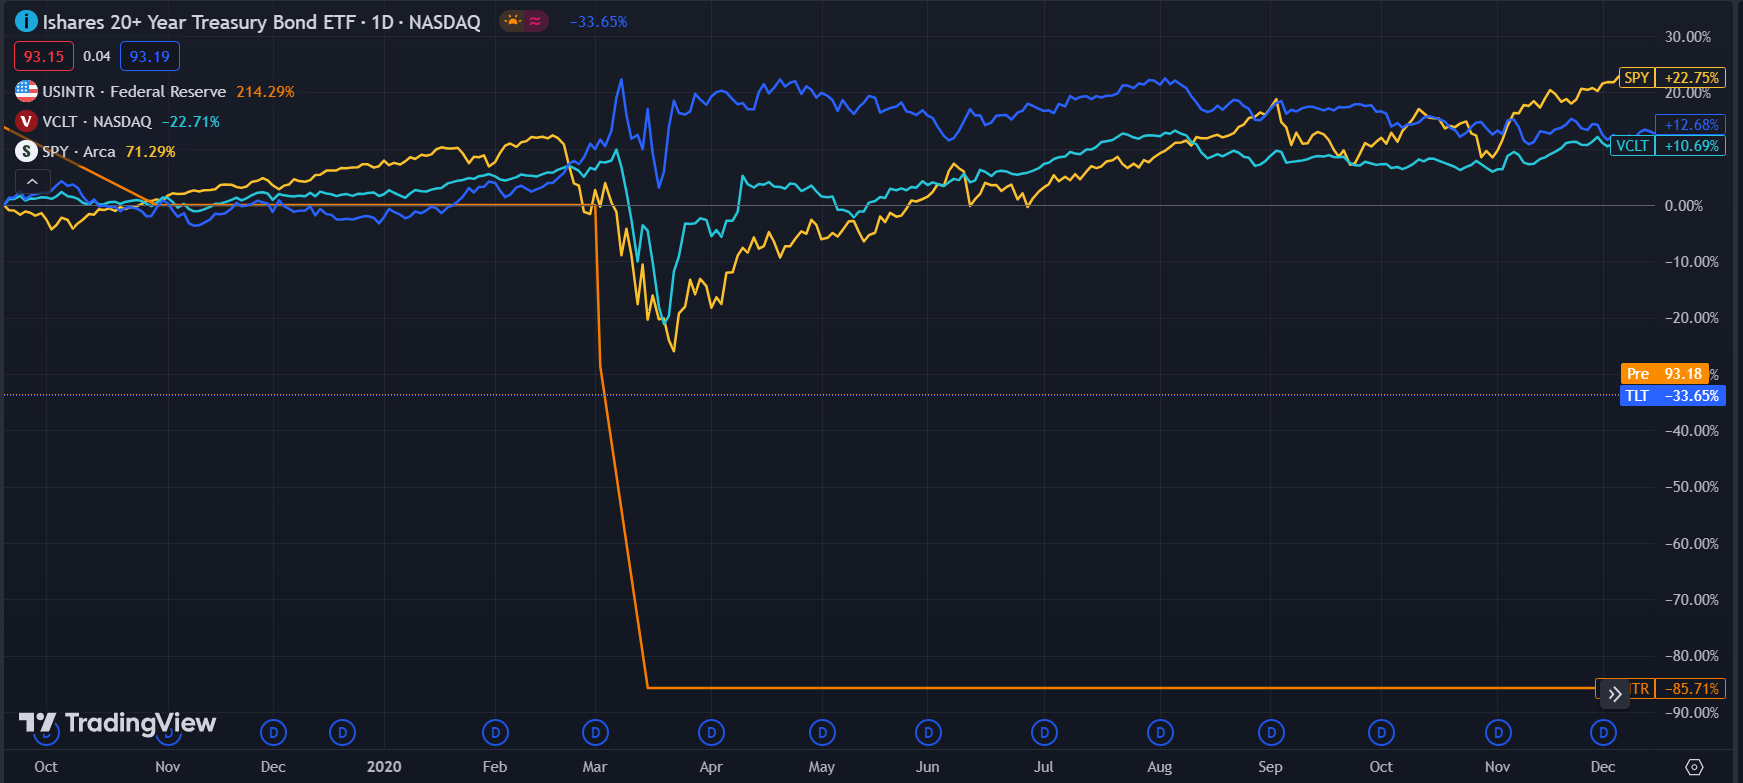 Ishares 20+ Year Treasury Bond ETF · 1D · NASDAQ −33.65%
93.15 0.04 93.19
USINTR · Federal Reserve 214.29%
V VCLT · NASDAQ −22.71%
S SPY · Arca 71.29%
30.00%
SPY +22.75%
20.00%
+12.68%
VCLT +10.69%
0.00%
−10.00%
−20.00%
Pre 93.18 %
TLT −33.65%
−40.00%
−50.00%
−60.00%
−70.00%
−80.00%
TR −85.71%
−90.00%
TradingView
D D D D D D D D D D D D D D D
Oct Nov Dec 2020 Feb Mar Apr May Jun Jul Aug Sep Oct Nov Dec